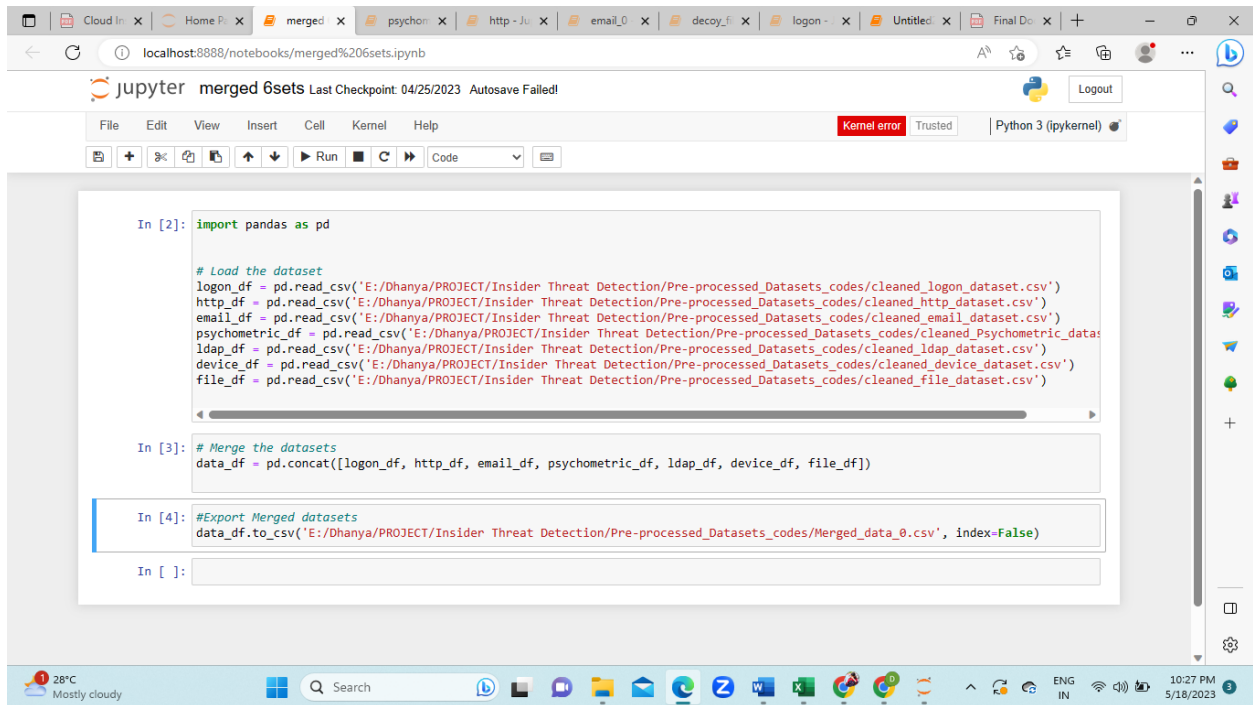 Cloud In
Home Pa
merged
psychom
http - Ju
email_0
decoy_fi
logon -
Untitled
Final Do
localhost:8888/notebooks/merged%206sets.ipynb
jupyter merged 6sets Last Checkpoint: 04/25/2023 Autosave Failed!
Logout
File Edit View Insert Cell Kernel Help
Kernel error Trusted Python 3 (ipykernel)
Run Code
In [2]: import pandas as pd
# Load the dataset
logon_df = pd.read_csv('E:/Dhanya/PROJECT/Insider Threat Detection/Pre-processed_Datasets_codes/cleaned_logon_dataset.csv')
http_df = pd.read_csv('E:/Dhanya/PROJECT/Insider Threat Detection/Pre-processed_Datasets_codes/cleaned_http_dataset.csv')
email_df = pd.read_csv('E:/Dhanya/PROJECT/Insider Threat Detection/Pre-processed_Datasets_codes/cleaned_email_dataset.csv')
psychometric_df = pd.read_csv('E:/Dhanya/PROJECT/Insider Threat Detection/Pre-processed_Datasets_codes/cleaned_Psychometric_datas
ldap_df = pd.read_csv('E:/Dhanya/PROJECT/Insider Threat Detection/Pre-processed_Datasets_codes/cleaned_ldap_dataset.csv')
device_df = pd.read_csv('E:/Dhanya/PROJECT/Insider Threat Detection/Pre-processed_Datasets_codes/cleaned_device_dataset.csv')
file_df = pd.read_csv('E:/Dhanya/PROJECT/Insider Threat Detection/Pre-processed_Datasets_codes/cleaned_file_dataset.csv')
In [3]: # Merge the datasets
data_df = pd.concat([logon_df, http_df, email_df, psychometric_df, ldap_df, device_df, file_df])
In [4]: #Export Merged datasets
data_df.to_csv('E:/Dhanya/PROJECT/Insider Threat Detection/Pre-processed_Datasets_codes/Merged_data_0.csv', index=False)
In [ ]:
1
28°C
Mostly cloudy
Search
ENG
IN
10:27 PM
5/18/2023
3